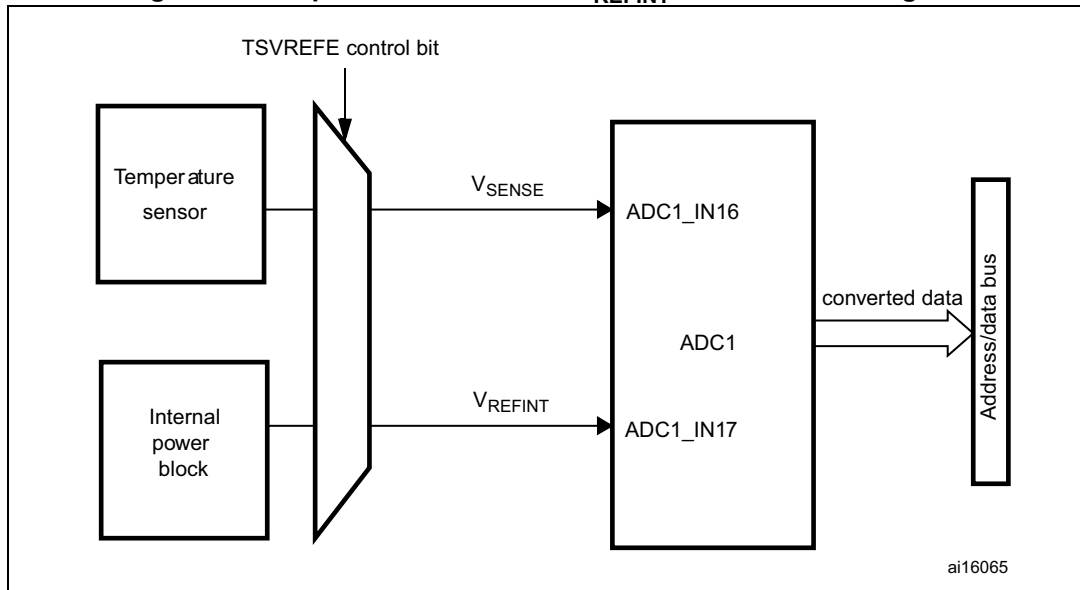 TSVREFE control bit
Temperature
sensor
VSENSE
ADC1_IN16
converted data
Address/data bus
ADC1
Internal
power
block
VREFINT
ADC1_IN17
ai16065